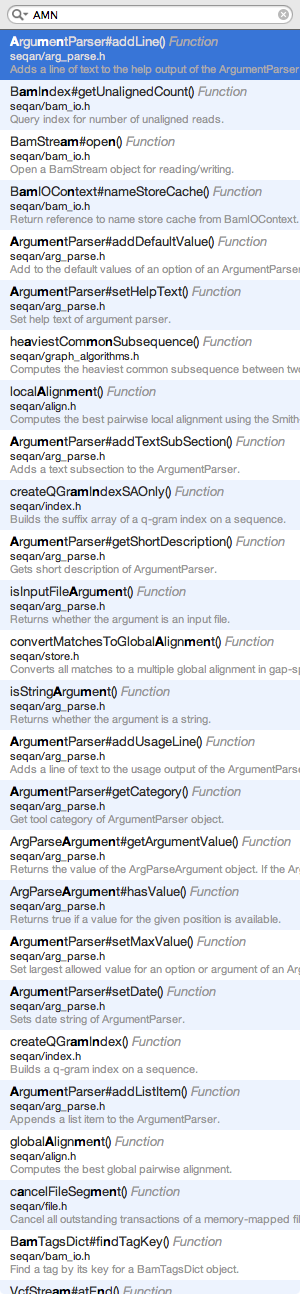 AMN
ArgumentParser#addLine() Function
seqan/arg_parse.h
Adds a line of text to the help output of the ArgumentParser
BamIndex#getUnalignedCount() Function
seqan/bam_io.h
Query index for number of unaligned reads.
BamStream#open() Function
seqan/bam_io.h
Open a BamStream object for reading/writing.
BamIOContext#nameStoreCache() Function
seqan/bam_io.h
Return reference to name store cache from BamIOContext.
ArgumentParser#addDefaultValue() Function
seqan/arg_parse.h
Add to the default values of an option of an ArgumentParser
ArgumentParser#setHelpText() Function
seqan/arg_parse.h
Set help text of argument parser.
heaviestCommonSubsequence() Function
seqan/graph_algorithms.h
Computes the heaviest common subsequence between two
localAlignment() Function
seqan/align.h
Computes the best pairwise local alignment using the Smith-
ArgumentParser#addTextSubSection() Function
seqan/arg_parse.h
Adds a text subsection to the ArgumentParser.
createQGramIndexSAOnly() Function
seqan/index.h
Builds the suffix array of a q-gram index on a sequence.
ArgumentParser#getShortDescription() Function
seqan/arg_parse.h
Gets short description of ArgumentParser.
isInputFileArgument() Function
seqan/arg_parse.h
Returns whether the argument is an input file.
convertMatchesToGlobalAlignment() Function
seqan/store.h
Converts all matches to a multiple global alignment in gap-sp
isStringArgument() Function
seqan/arg_parse.h
Returns whether the argument is a string.
ArgumentParser#addUsageLine() Function
seqan/arg_parse.h
Adds a line of text to the usage output of the ArgumentParse
ArgumentParser#getCategory() Function
seqan/arg_parse.h
Get tool category of ArgumentParser object.
ArgParseArgument#getArgumentValue() Function
seqan/arg_parse.h
Returns the value of the ArgParseArgument object. If the Ar
ArgParseArgument#hasValue() Function
seqan/arg_parse.h
Returns true if a value for the given position is available.
ArgumentParser#setMaxValue() Function
seqan/arg_parse.h
Set largest allowed value for an option or argument of an Arg
ArgumentParser#setDate() Function
seqan/arg_parse.h
Sets date string of ArgumentParser.
createQGramIndex() Function
seqan/index.h
Builds a q-gram index on a sequence.
ArgumentParser#addListItem() Function
seqan/arg_parse.h
Appends a list item to the ArgumentParser.
globalAlignment() Function
seqan/align.h
Computes the best global pairwise alignment.
cancelFileSegment() Function
seqan/file.h
Cancel all outstanding transactions of a memory-mapped fil
BamTagsDict#findTagKey() Function
seqan/bam_io.h
Find a tag by its key for a BamTagsDict object.
VcfStream#atEnd() Function